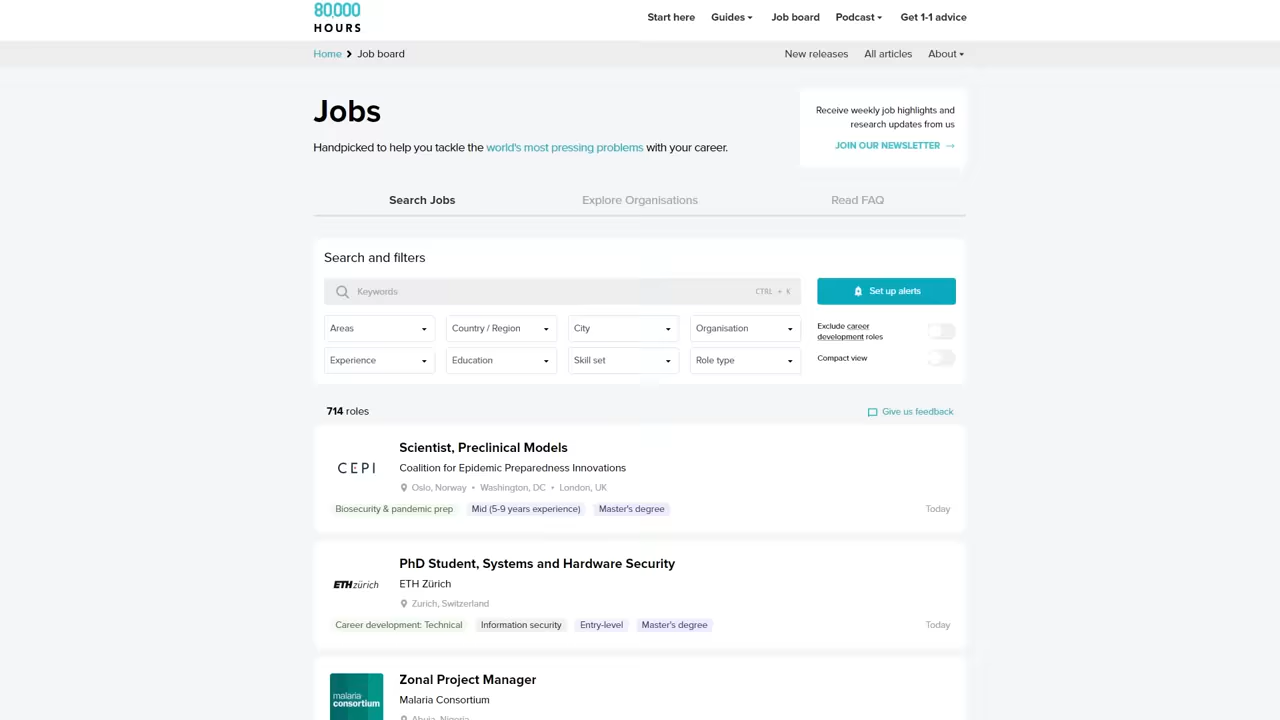 80,000
HOURS
Start here Guides Job board Podcast Get 1-1 advice
Home Job board New releases All articles About
Jobs
Handpicked to help you tackle the world's most pressing problems with your career.
Receive weekly job highlights and
research updates from us
JOIN OUR NEWSLETTER →
Search Jobs Explore Organisations Read FAQ
Search and filters
Keywords CTRL + K
Set up alerts
Areas Country / Region City Organisation
Exclude career
development roles
Experience Education Skill set Role type
Compact view
714 roles
Give us feedback
Scientist, Preclinical Models
CEPI
Coalition for Epidemic Preparedness Innovations
Oslo, Norway • Washington, DC • London, UK
Biosecurity & pandemic prep Mid (5-9 years experience) Master's degree Today
PhD Student, Systems and Hardware Security
ETH zürich
ETH Zürich
Zurich, Switzerland
Career development: Technical Information security Entry-level Master's degree Today
Zonal Project Manager
malaria
consortium
Malaria Consortium
Abuja, Nigeria